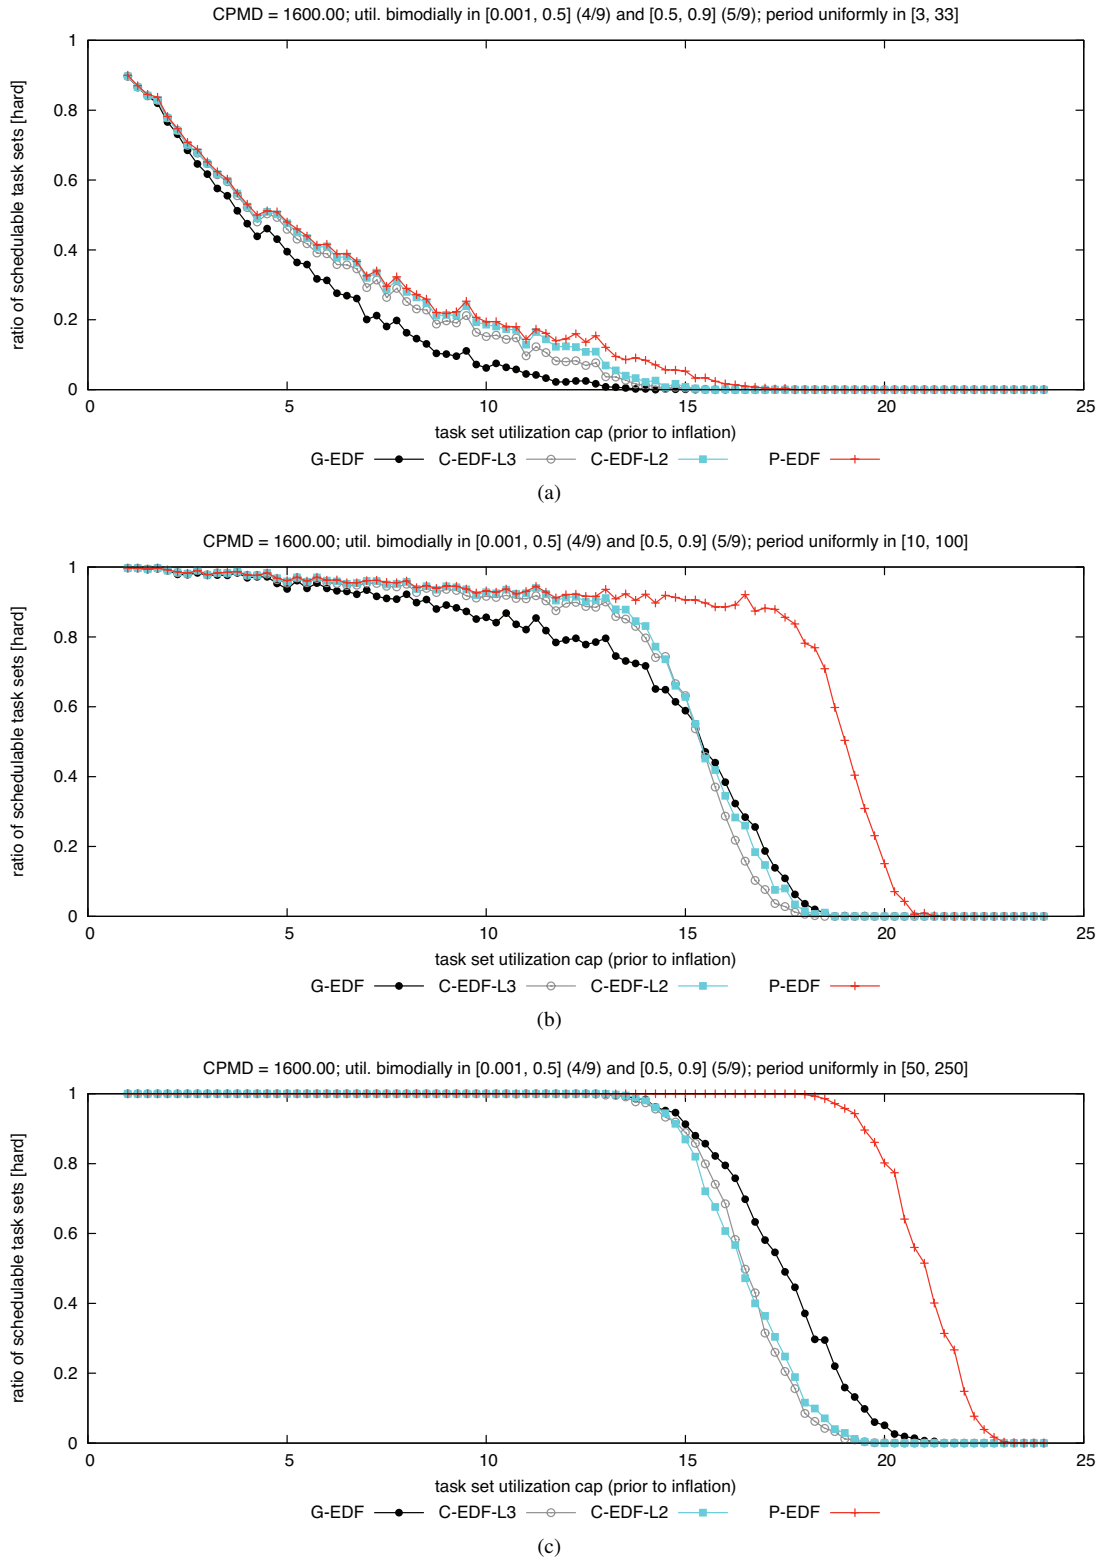 CPMD = 1600.00; util. bimodially in [0.001, 0.5] (4/9) and [0.5, 0.9] (5/9); period uniformly in [3, 33]
ratio of schedulable task sets [hard]
1
0.8
0.6
0.4
0.2
0
0 5 10 15 20 25
task set utilization cap (prior to inflation)
G-EDF C-EDF-L3 C-EDF-L2 P-EDF
(a)
CPMD = 1600.00; util. bimodially in [0.001, 0.5] (4/9) and [0.5, 0.9] (5/9); period uniformly in [10, 100]
ratio of schedulable task sets [hard]
1
0.8
0.6
0.4
0.2
0
0 5 10 15 20 25
task set utilization cap (prior to inflation)
G-EDF C-EDF-L3 C-EDF-L2 P-EDF
(b)
CPMD = 1600.00; util. bimodially in [0.001, 0.5] (4/9) and [0.5, 0.9] (5/9); period uniformly in [50, 250]
ratio of schedulable task sets [hard]
1
0.8
0.6
0.4
0.2
0
0 5 10 15 20 25
task set utilization cap (prior to inflation)
G-EDF C-EDF-L3 C-EDF-L2 P-EDF
(c)